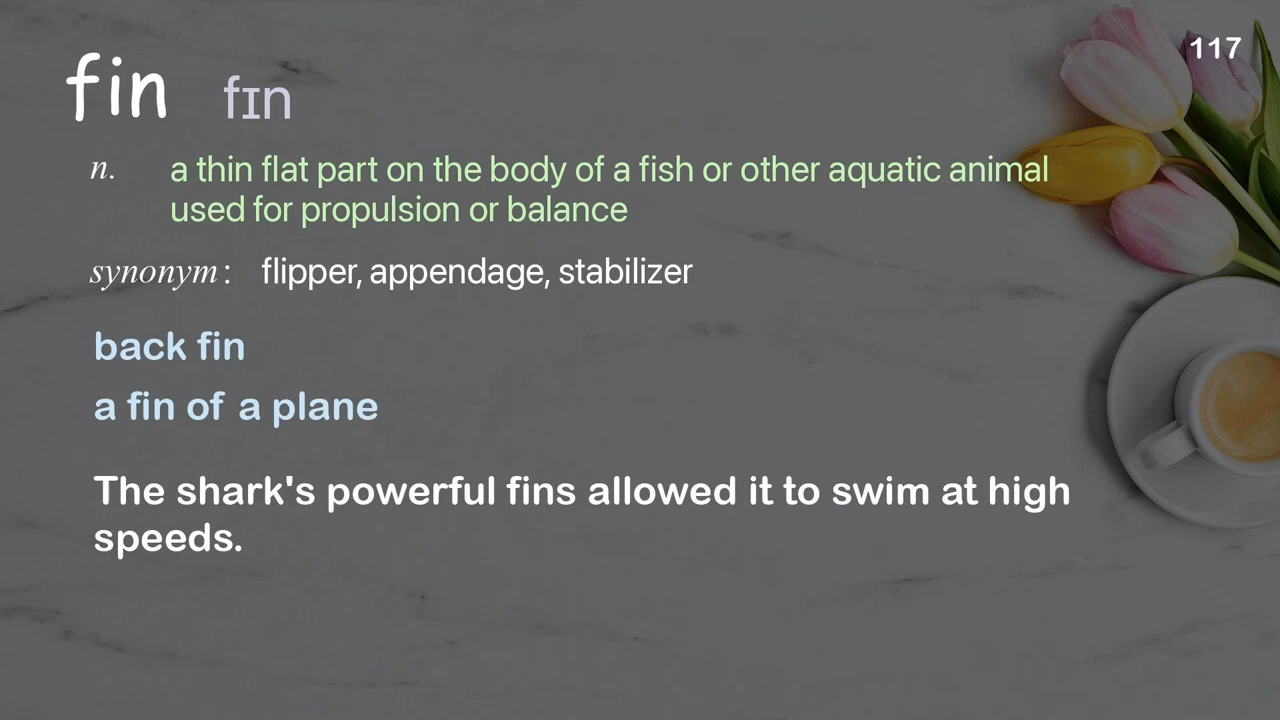 117
fin fɪn
n. a thin flat part on the body of a fish or other aquatic animal
used for propulsion or balance
synonym: flipper, appendage, stabilizer
back fin
a fin of a plane
The shark's powerful fins allowed it to swim at high
speeds.